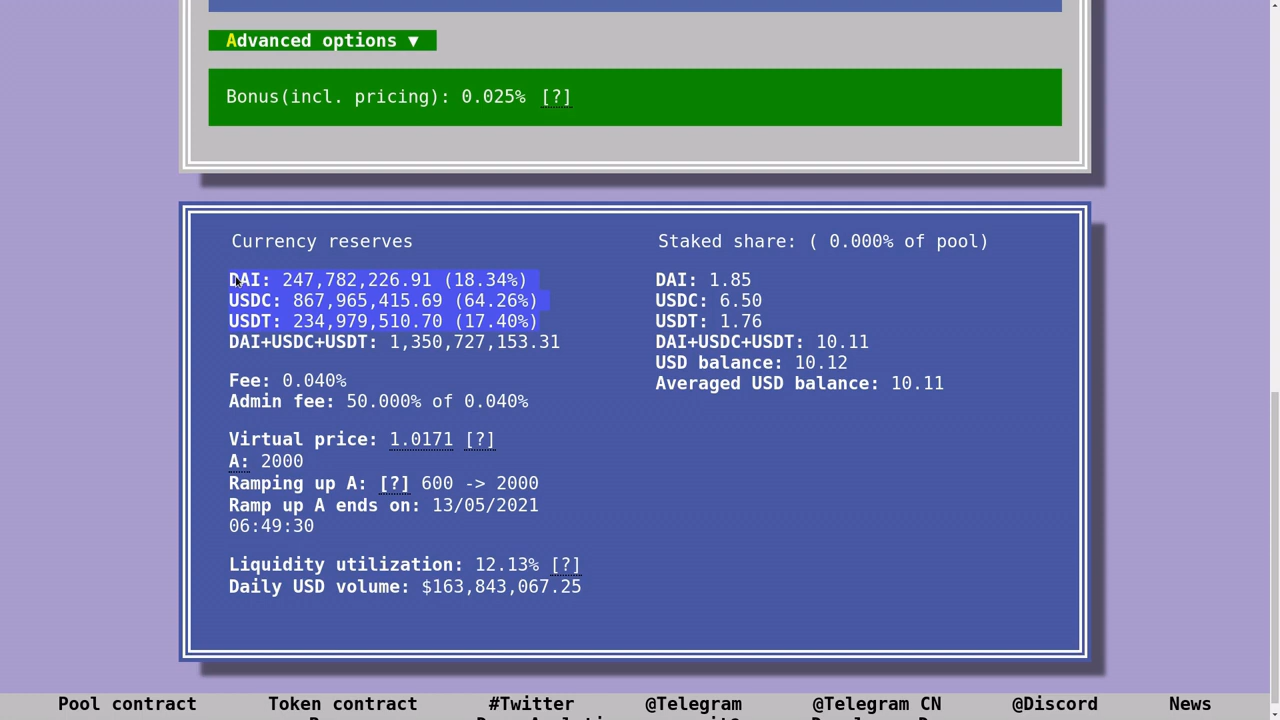 Advanced options ▼
Bonus(incl. pricing): 0.025% [?]
Currency reserves
DAI: 247,782,226.91 (18.34%)
USDC: 867,965,415.69 (64.26%)
USDT: 234,979,510.70 (17.40%)
DAI+USDC+USDT: 1,350,727,153.31
Fee: 0.040%
Admin fee: 50.000% of 0.040%
Virtual price: 1.0171 [?]
A: 2000
Ramping up A: [?] 600 -> 2000
Ramp up A ends on: 13/05/2021
06:49:30
Liquidity utilization: 12.13% [?]
Daily USD volume: $163,843,067.25
Staked share: ( 0.000% of pool)
DAI: 1.85
USDC: 6.50
USDT: 1.76
DAI+USDC+USDT: 10.11
USD balance: 10.12
Averaged USD balance: 10.11
Pool contract Token contract #Twitter @Telegram @Telegram CN @Discord News